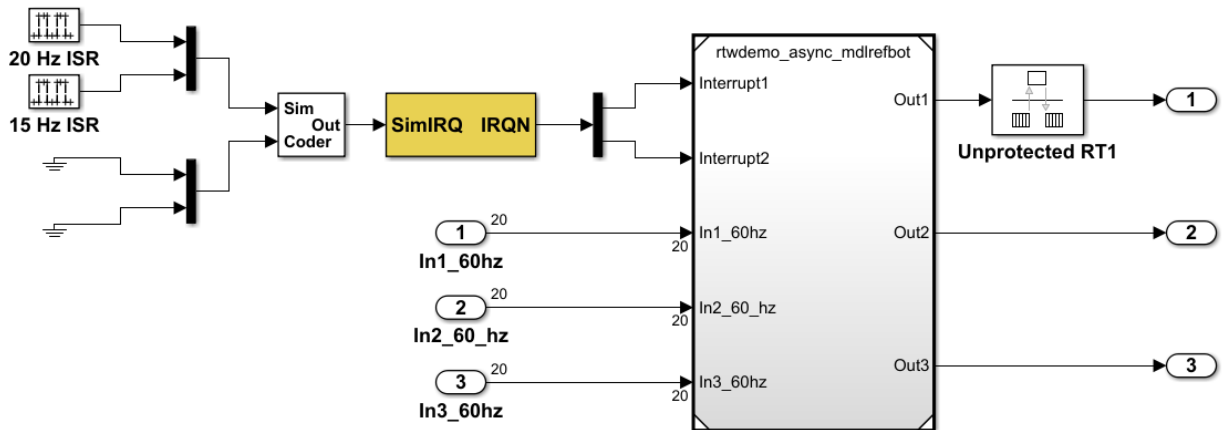 20 Hz ISR
15 Hz ISR
Sim
Out
Coder
SimIRQ IRQN
rtwdemo_async_mdlrefbot
Interrupt1
Interrupt2
Out1
Unprotected RT1
1
1
20
20
In1_60hz
In1_60hz
Out2
2
2
20
20
In2_60_hz
In2_60_hz
3
20
20
In3_60hz
In3_60hz
Out3
3